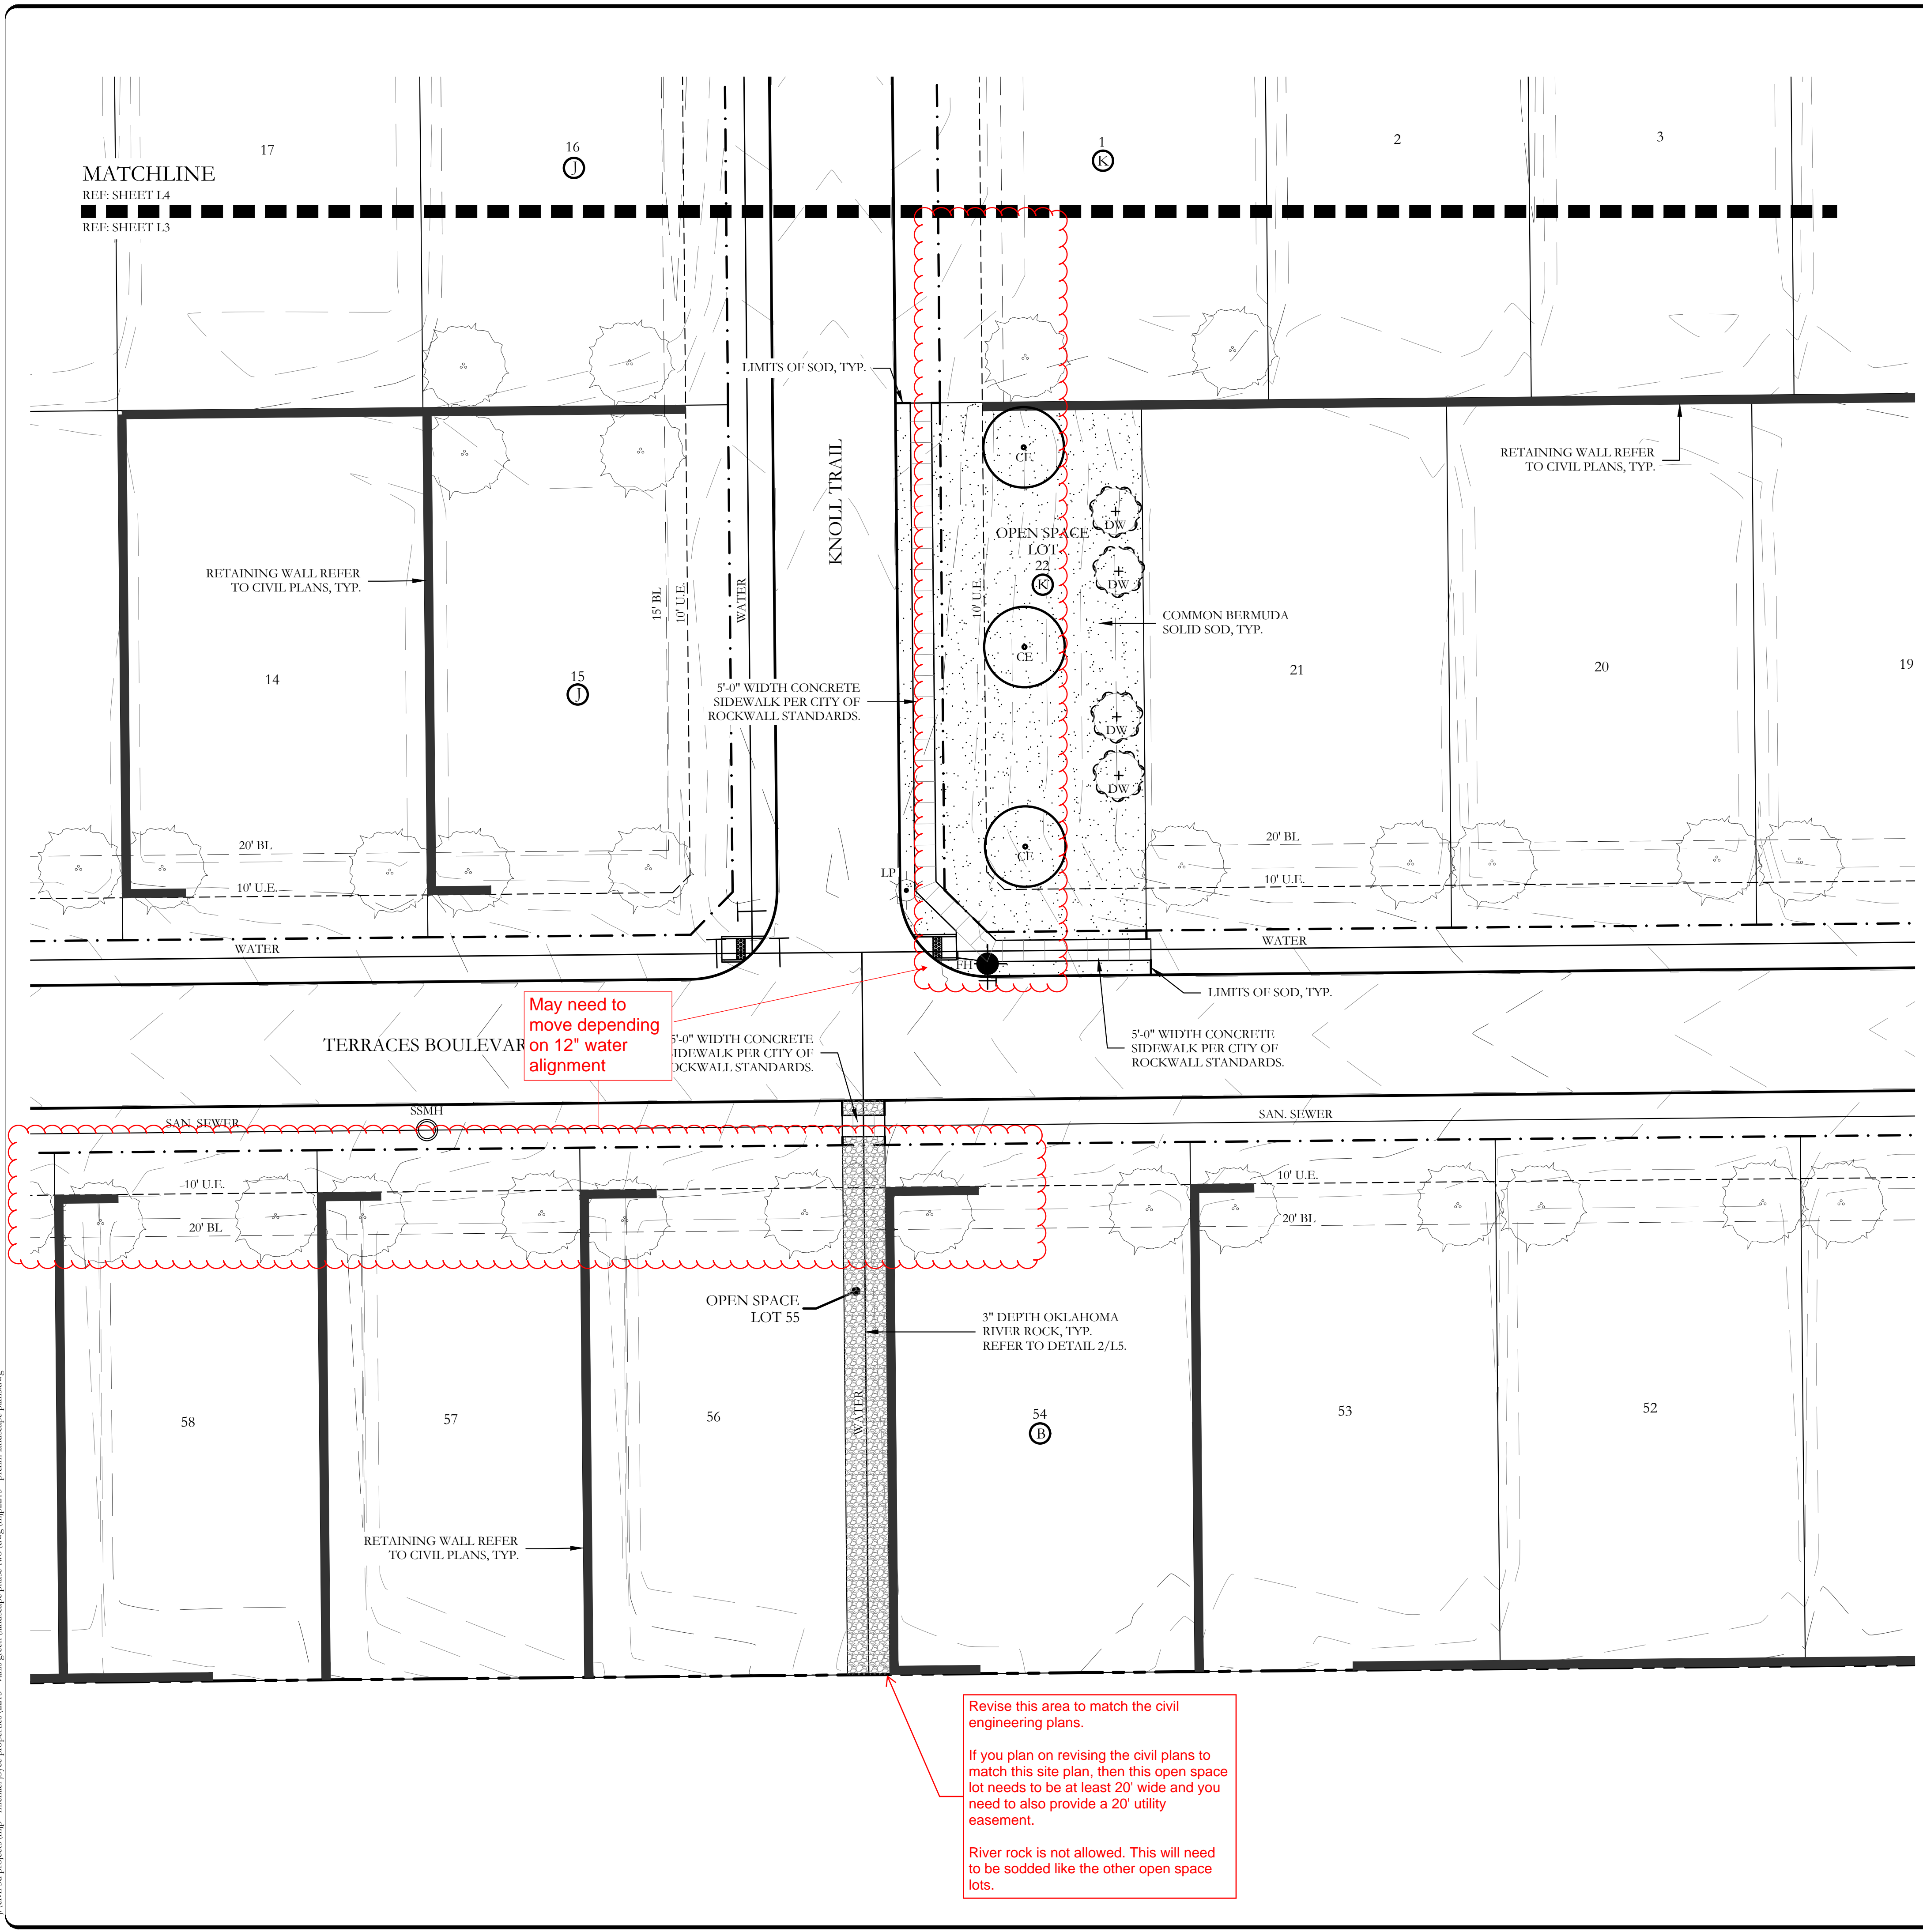 17
16
J
1
K
2
3
MATCHLINE
REF: SHEET L4
REF: SHEET L3
LIMITS OF SOD, TYP.
KNOLL TRAIL
CE
RETAINING WALL REFER
TO CIVIL PLANS, TYP.
DW
OPEN SPACE
LOT
22
K
DW
RETAINING WALL REFER
TO CIVIL PLANS, TYP.
15' BL
10' U.E.
WATER
10' U.E.
COMMON BERMUDA
SOLID SOD, TYP.
CE
14
15
J
21
20
19
5'-0" WIDTH CONCRETE
SIDEWALK PER CITY OF
ROCKWALL STANDARDS.
DW
DW
20' BL
CE
20' BL
LP
10' U.E.
10' U.E.
WATER
WATER
FH
LIMITS OF SOD, TYP.
May need to
move depending
on 12" water
alignment
TERRACES BOULEVAR
5'-0" WIDTH CONCRETE
SIDEWALK PER CITY OF
OCKWALL STANDARDS.
5'-0" WIDTH CONCRETE
SIDEWALK PER CITY OF
ROCKWALL STANDARDS.
SAN. SEWER
SSMH
SAN. SEWER
10' U.E.
10' U.E.
20' BL
20' BL
OPEN SPACE
LOT 55
3" DEPTH OKLAHOMA
RIVER ROCK, TYP.
REFER TO DETAIL 2/L5.
WATER
58
57
56
54
B
53
52
RETAINING WALL REFER
TO CIVIL PLANS, TYP.
Revise this area to match the civil
engineering plans.
If you plan on revising the civil plans to
match this site plan, then this open space
lot needs to be at least 20' wide and you
need to also provide a 20' utility
easement.
River rock is not allowed. This will need
to be sodded like the other open space
lots.